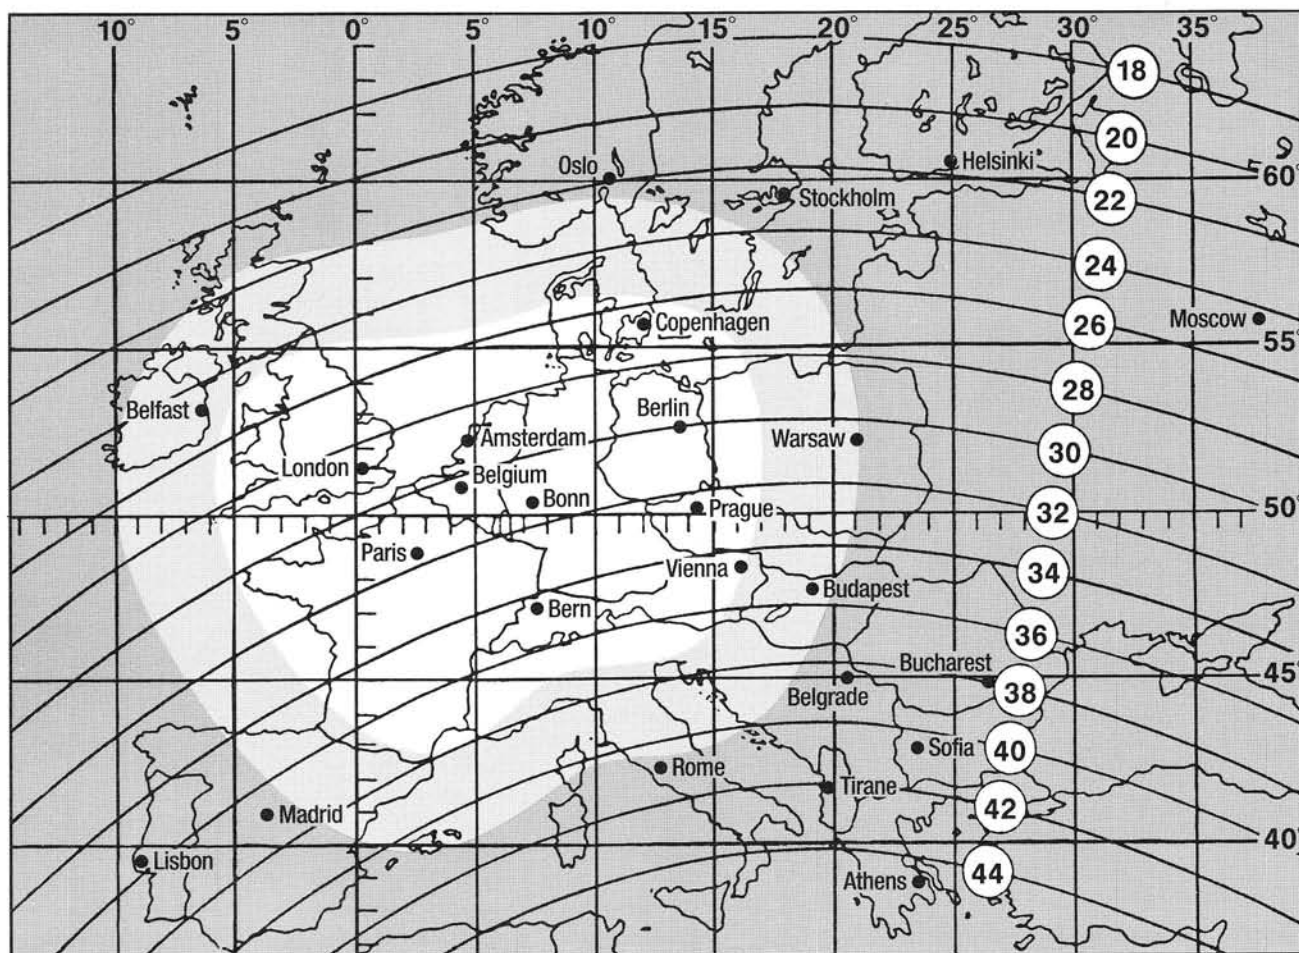 10° 5° 0° 5° 10° 15° 20° 25° 30° 35°
18
20
Oslo
Helsinki
60°
22
Stockholm
24
26
Copenhagen
Moscow
55°
28
Belfast
Berlin
Amsterdam
Warsaw
30
London
Belgium
Bonn
Prague
32
50°
Paris
Vienna
34
Budapest
Bern
36
Bucharest
45°
Belgrade
38
Sofia
40
Rome
Tirane
42
Madrid
40°
Lisbon
Athens
44